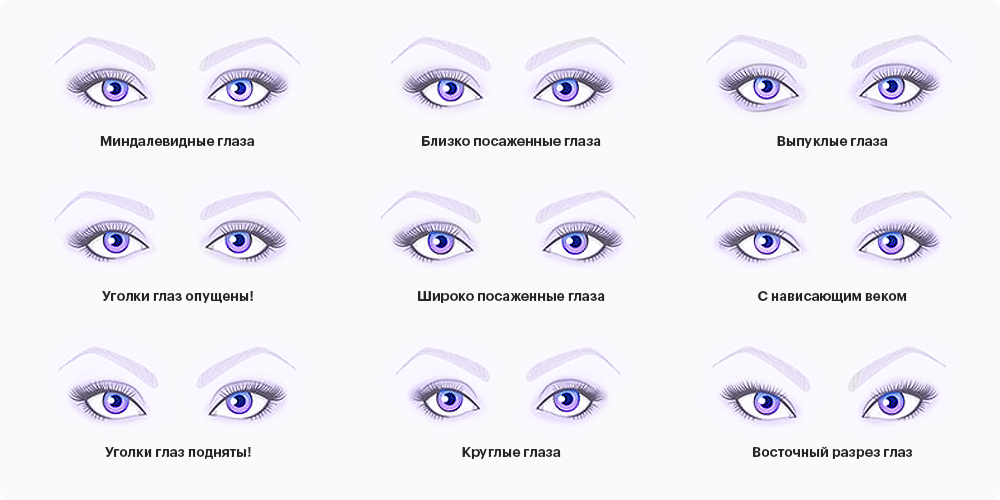 Миндалевидные глаза
Близко посаженные глаза
Выпуклые глаза
Уголки глаз опущены!
Широко посаженные глаза
С нависающим веком
Уголки глаз подняты!
Круглые глаза
Восточный разрез глаз